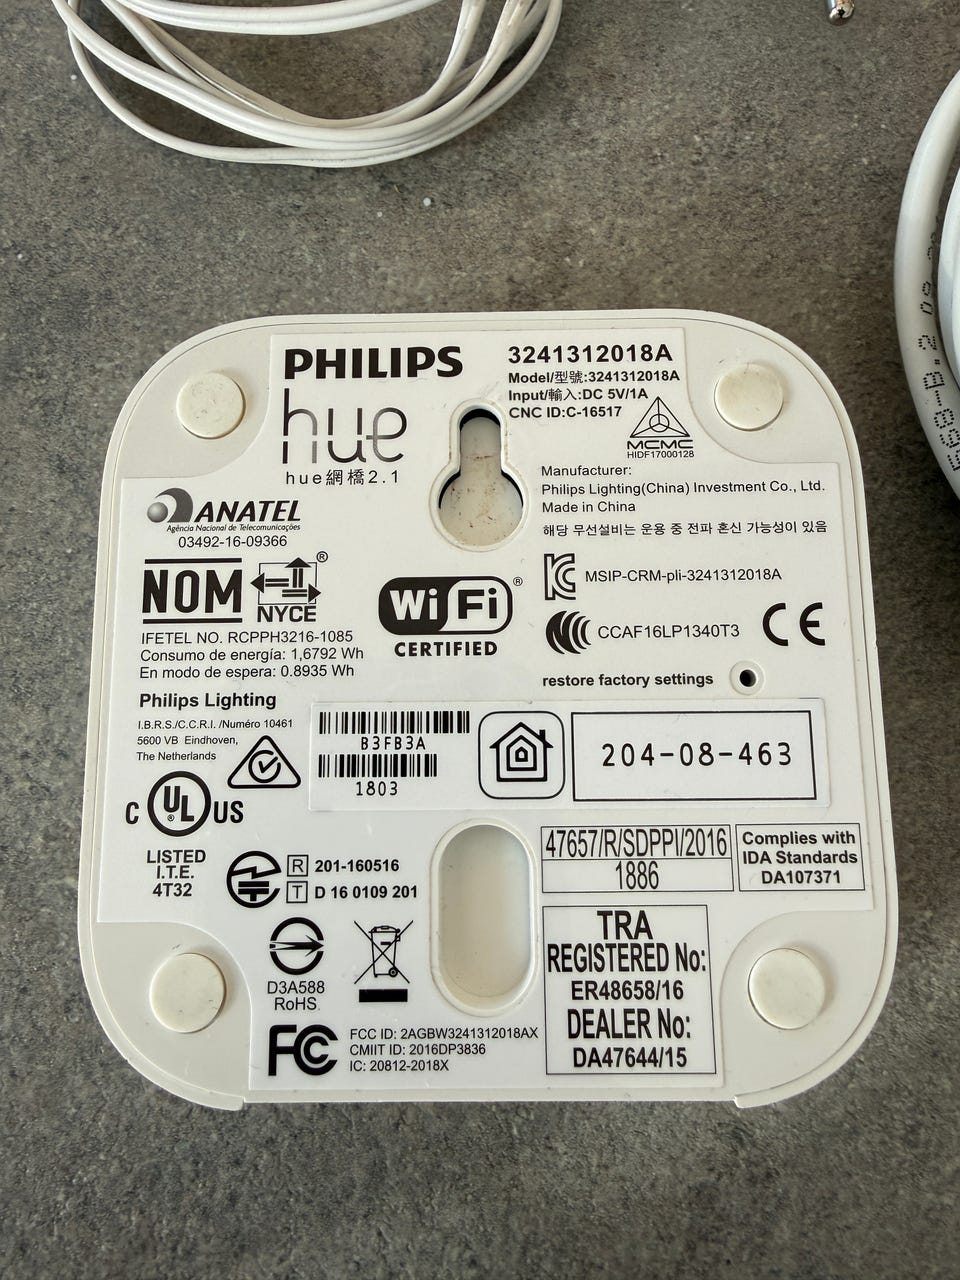 PHILIPS
hue
hue網橋2.1
3241312018A
Model/型號:3241312018A
Input/輸入:DC 5V/1A
CNC ID:C-16517
MCMC
HIDF17000128
ANATEL
Agência Nacional de Telecomunicações
03492-16-09366
Manufacturer:
Philips Lighting(China) Investment Co., Ltd.
Made in China
해당 무선설비는 운용 중 전파 혼신 가능성이 있음
NOM
NYCE ®
IFETEL NO. RCPPH3216-1085
Consumo de energía: 1,6792 Wh
En modo de espera: 0.8935 Wh
Wi Fi ®
CERTIFIED
MSIP-CRM-pli-3241312018A
CCAF16LP1340T3
CE
restore factory settings
Philips Lighting
I.B.R.S./C.C.R.I. /Numéro 10461
5600 VB Eindhoven,
The Netherlands
B3FB3A
1803
204-08-463
C UL ® US
LISTED
I.T.E.
4T32
R 201-160516
T D 16 0109 201
47657/R/SDPPI/2016
1886
Complies with
IDA Standards
DA107371
D3A588
RoHS
TRA
REGISTERED No:
ER48658/16
DEALER No:
DA47644/15
FC
FCC ID: 2AGBW3241312018AX
CMIIT ID: 2016DP3836
IC: 20812-2018X
568-B.2